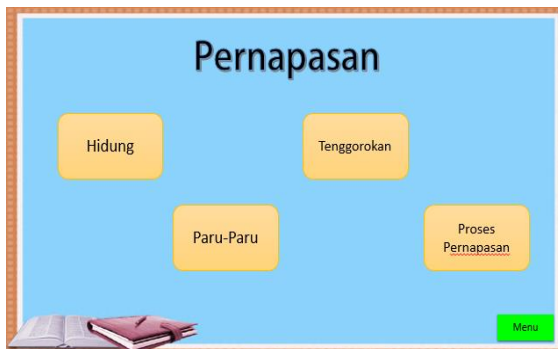 Pernapasan
Hidung
Tenggorokan
Paru-Paru
Proses
Pernapasan
Menu